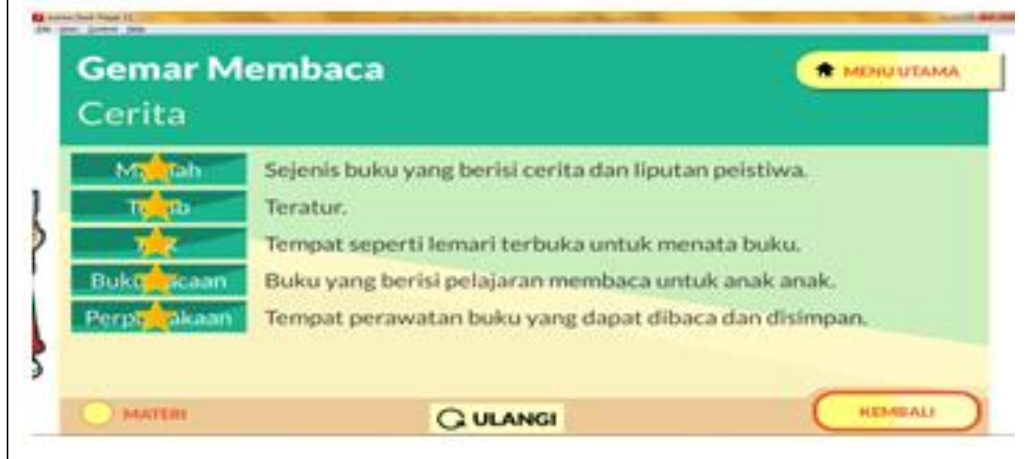 Gemar Membaca
MENU UTAMA
Cerita
Sejenis buku yang berisi cerita dan liputan peistiwa.
Teratur.
Tempat seperti lemari terbuka untuk menata buku.
Buku yang berisi pelajaran membaca untuk anak anak.
Tempat perawatan buku yang dapat dibaca dan disimpan.
MATERI
ULANGI
KEMBALI